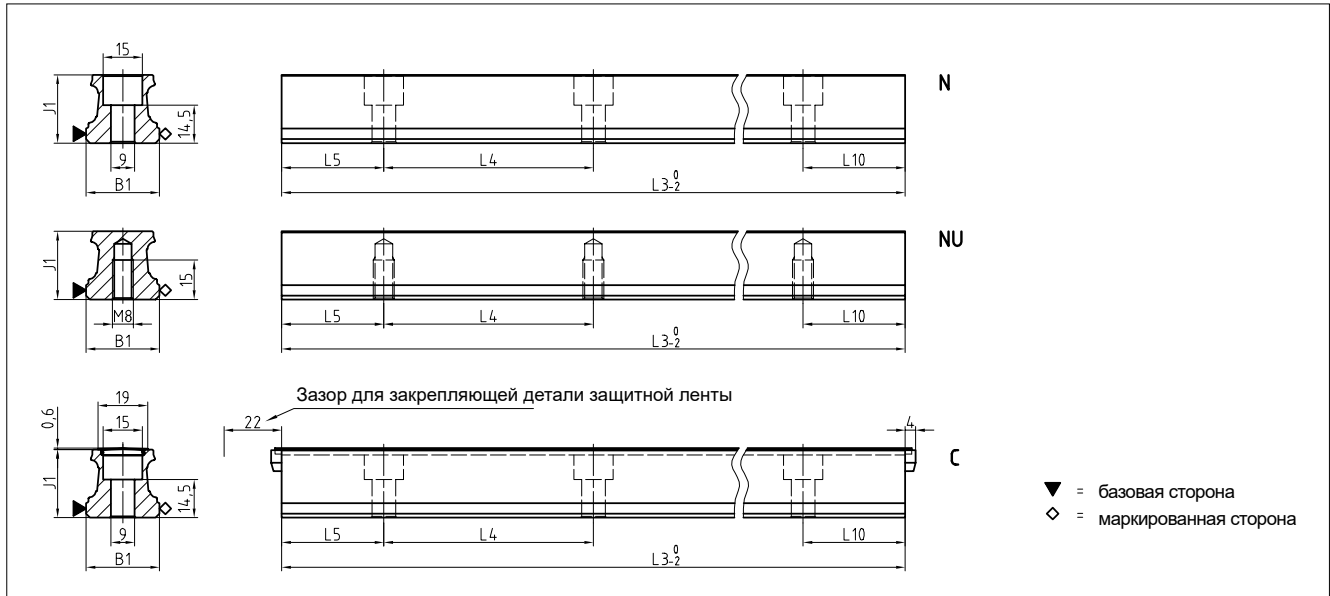 15
J1
14,5
9
B1
L5
L4
L10
L3-2 0
N
J1
15
M8
B1
L5
L4
L10
L3-2 0
NU
Зазор для закрепляющей детали защитной ленты
19
15
0,6
22
4
J1
14,5
9
B1
L5
L4
L10
L3-2 0
C
▼ = базовая сторона
◇ = маркированная сторона